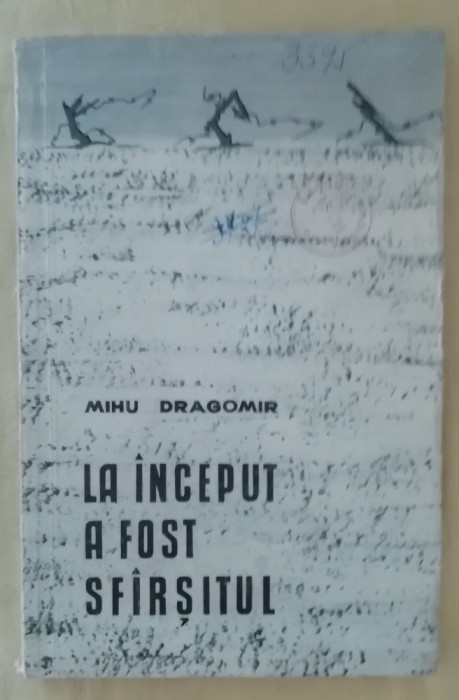 MIHU DRAGOMIR
LA ÎNCEPUT
A FOST
SFÎRȘITUL